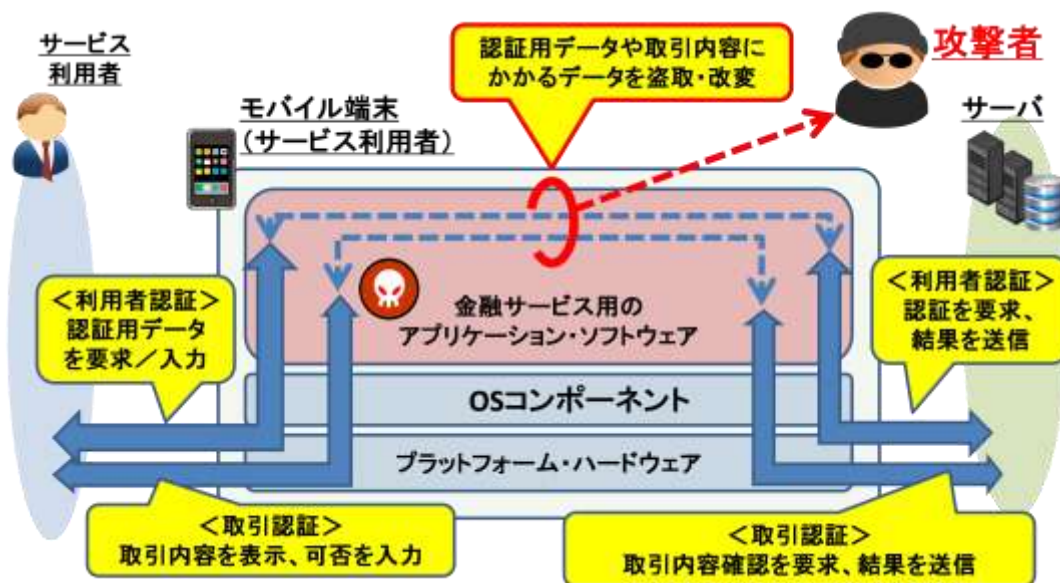 サービス
利用者
モバイル端末
（サービス利用者）
認証用データや取引内容に
かかるデータを盗取・改変
攻撃者
サーバ
＜利用者認証＞
認証用データ
を要求／入力
金融サービス用の
アプリケーション・ソフトウェア
＜利用者認証＞
認証を要求、
結果を送信
OSコンポーネント
プラットフォーム・ハードウェア
＜取引認証＞
取引内容を表示、可否を入力
＜取引認証＞
取引内容確認を要求、結果を送信